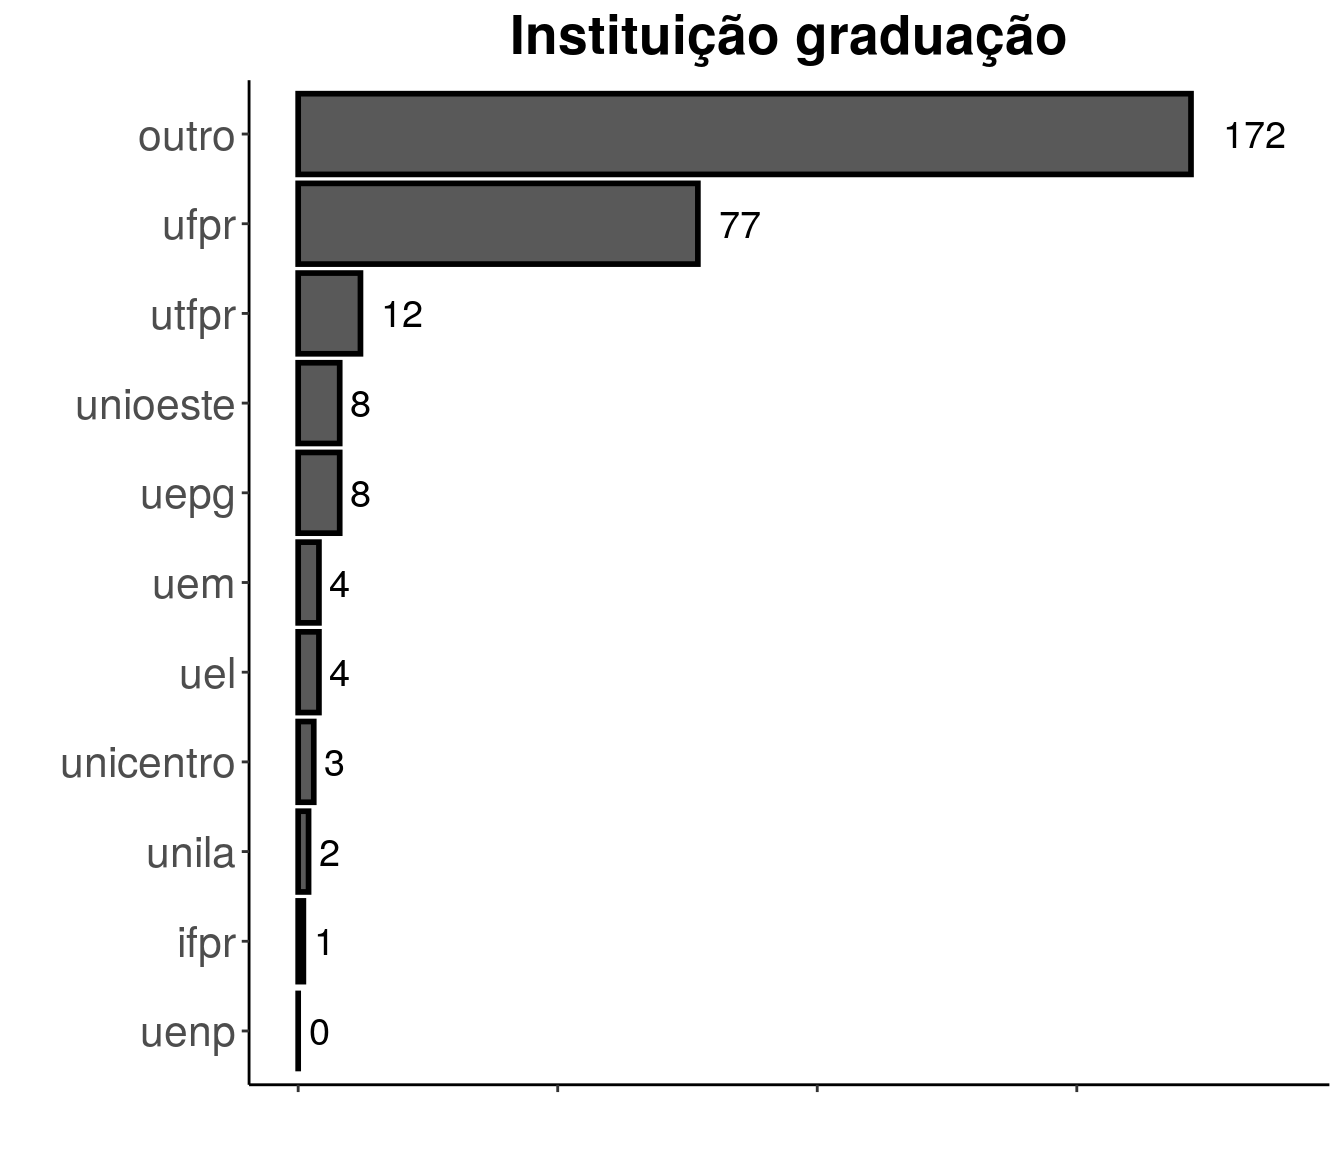 Instituição graduação
outro 172
ufpr 77
utfpr 12
unioeste 8
uepg 8
uem 4
uel 4
unicentro 3
unila 2
ifpr 1
uenp 0